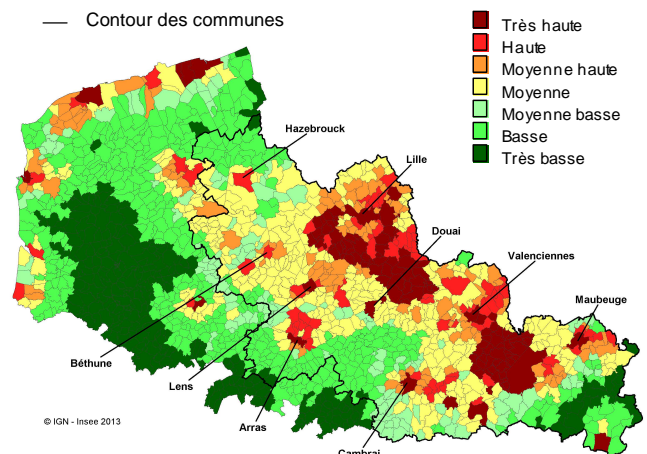 Contour des communes
Très haute
Haute
Moyenne haute
Moyenne
Moyenne basse
Basse
Très basse
Hazebrouck
Lille
Douai
Valenciennes
Maubeuge
Béthune
Lens
Arras
© IGN - Insee 2013
Cambrai